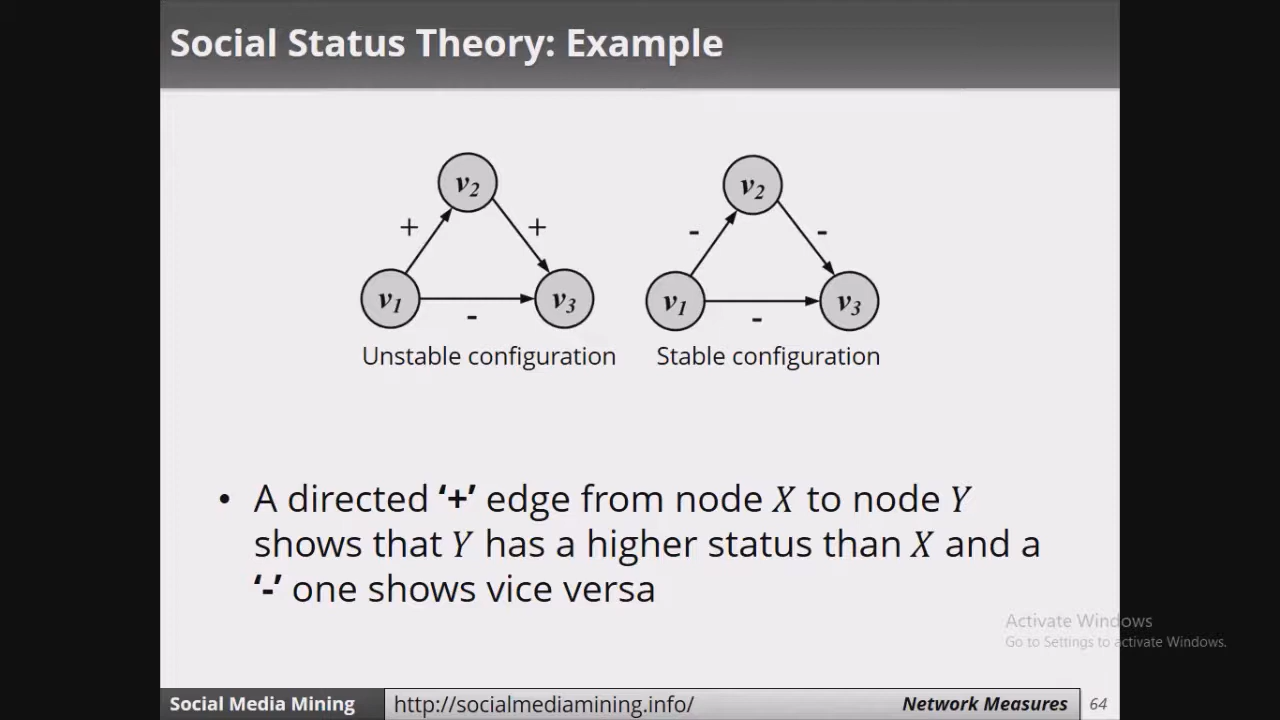 Social Status Theory: Example
v2
v2
+
+
-
-
v1
v3
v1
v3
-
-
Unstable configuration
Stable configuration
• A directed ‘+’ edge from node X to node Y
shows that Y has a higher status than X and a
‘-’ one shows vice versa
Activate Windows
Go to Settings to activate Windows.
Social Media Mining
http://socialmediamining.info/
Network Measures
64